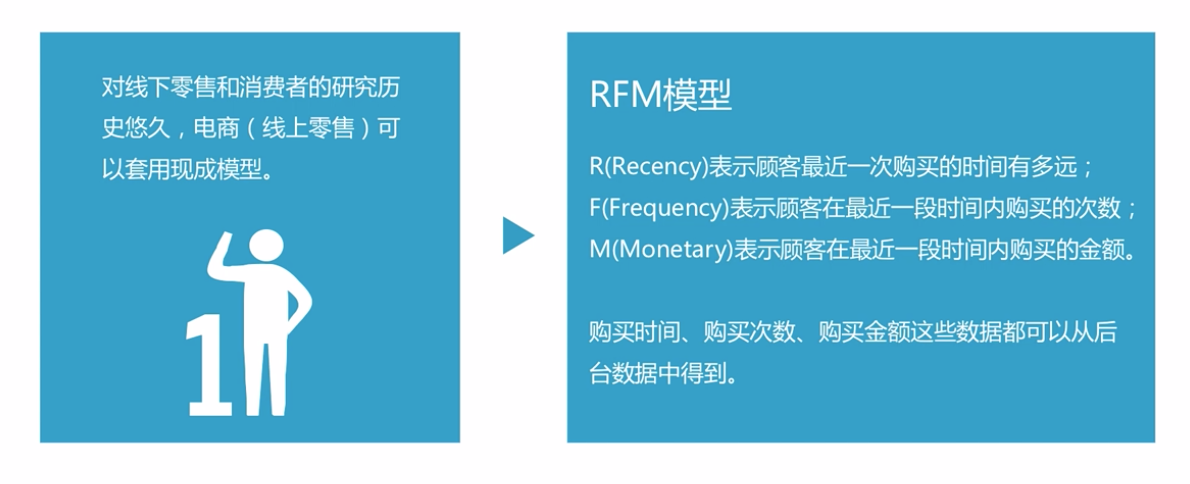 对线下零售和消费者的研究历
史悠久，电商（线上零售）可
以套用现成模型。
1
RFM模型
R(Recency)表示顾客最近一次购买的时间有多远；
F(Frequency)表示顾客在最近一段时间内购买的次数；
M(Monetary)表示顾客在最近一段时间内购买的金额。
购买时间、购买次数、购买金额这些数据都可以从后
台数据中得到。